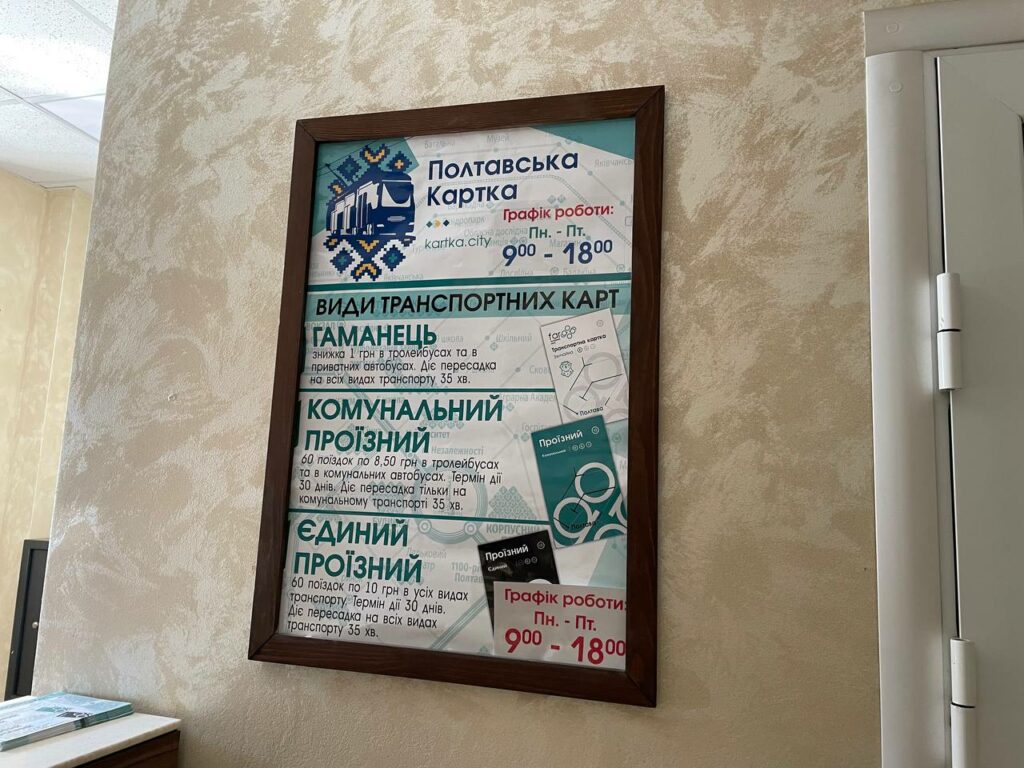 Полтавська
Картка
kartka.city
Графік роботи:
Пн. - Пт.
9⁰⁰ - 18⁰⁰
ВИДИ ТРАНСПОРТНИХ КАРТ
ГАМАНЕЦЬ
знижка 1 грн в тролейбусах та в
приватних автобусах. Діє пересадка
на всіх видах транспорту 35 хв.
Транспортна картка
Полтава
КОМУНАЛЬНИЙ
ПРОЇЗНИЙ
60 поїздок по 8,50 грн в тролейбусах
та в комунальних автобусах. Термін дії
30 днів. Діє пересадка тільки на
комунальному транспорті 35 хв.
Проїзний
Комунальний
Полтава
ЄДИНИЙ
ПРОЇЗНИЙ
60 поїздок по 10 грн в усіх видах
транспорту. Термін дії 30 днів.
Діє пересадка на всіх видах
транспорту 35 хв.
Проїзний
Єдиний
Графік роботи:
Пн. - Пт.
9⁰⁰ - 18⁰⁰